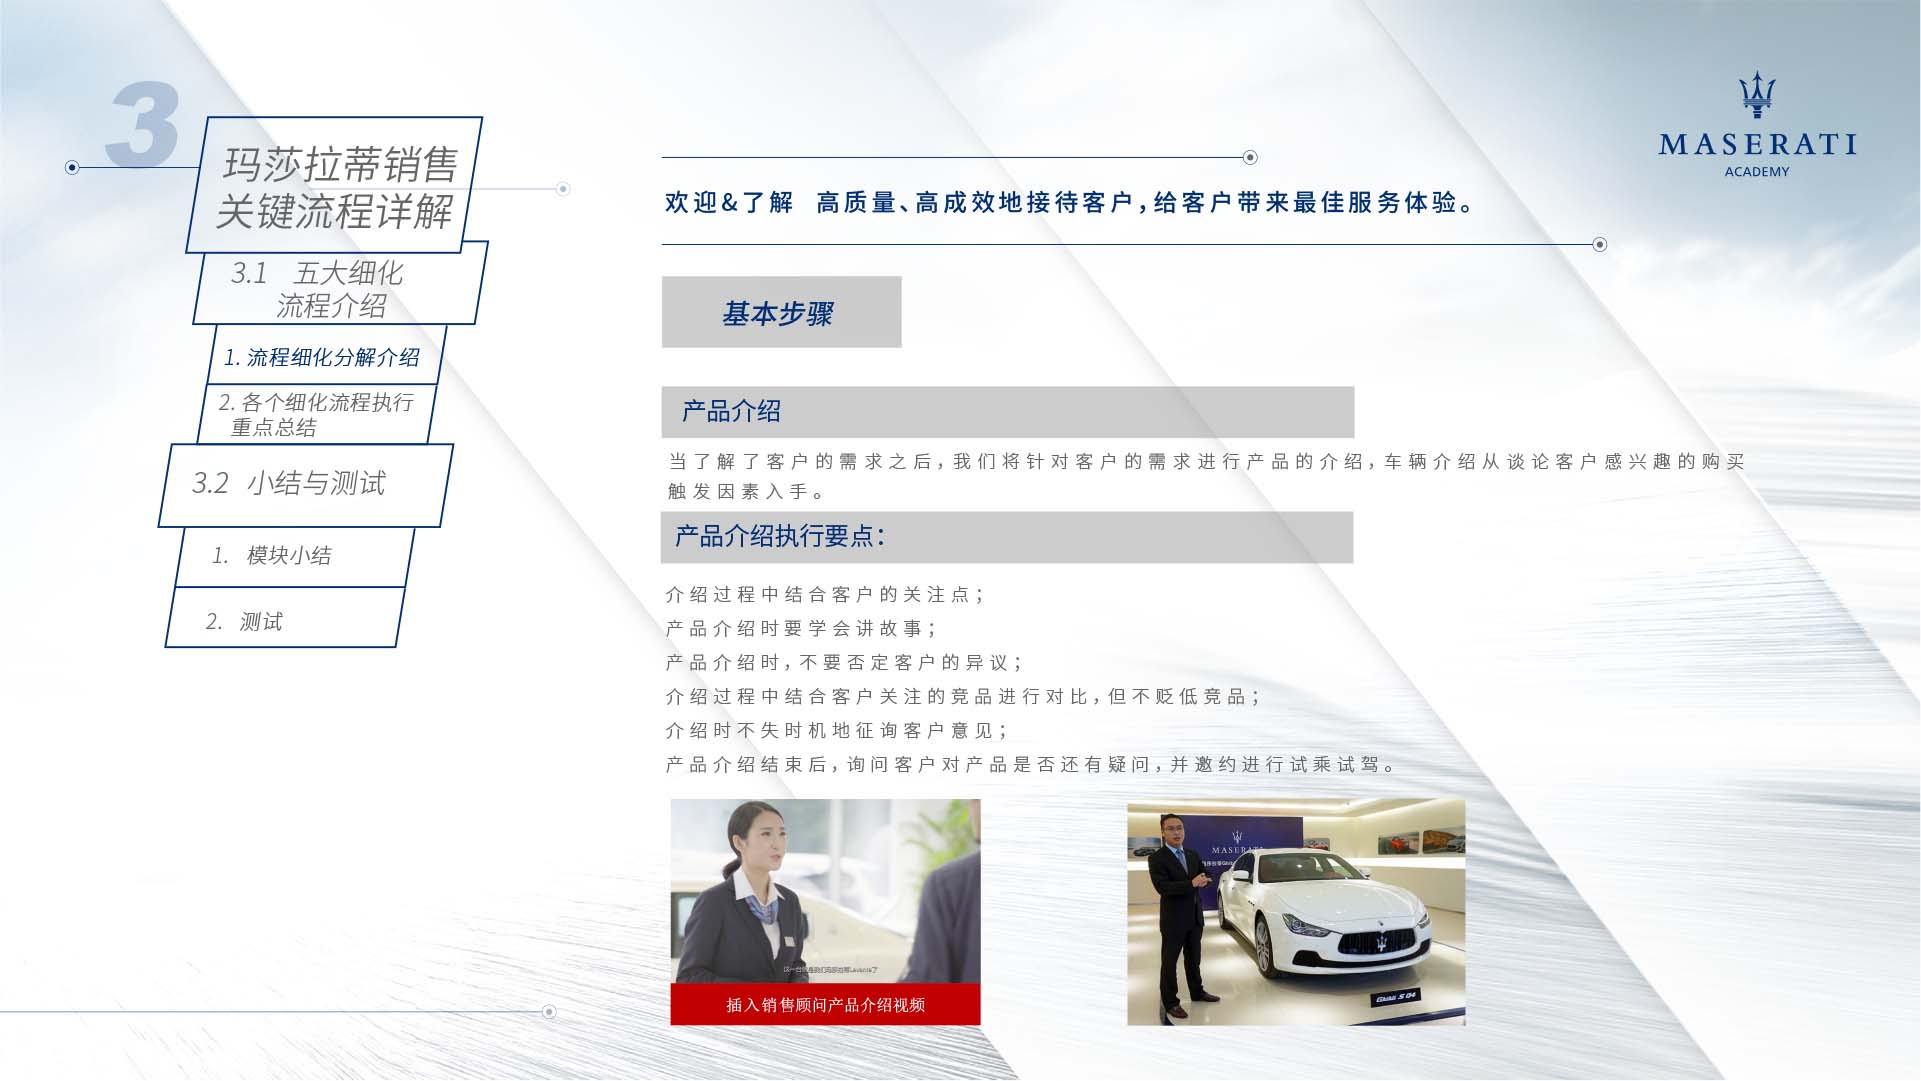 3
玛莎拉蒂销售
关键流程详解
3.1 五大细化
流程介绍
1. 流程细化分解介绍
2. 各个细化流程执行
重点总结
3.2 小结与测试
1. 模块小结
2. 测试
MASERATI
ACADEMY
欢迎&了解 高质量、高成效地接待客户，给客户带来最佳服务体验。
基本步骤
产品介绍
当了解了客户的需求之后，我们将针对客户的需求进行产品的介绍，车辆介绍从谈论客户感兴趣的购买
触发因素入手。
产品介绍执行要点：
介绍过程中结合客户的关注点；
产品介绍时要学会讲故事；
产品介绍时，不要否定客户的异议；
介绍过程中结合客户关注的竞品进行对比，但不贬低竞品；
介绍时不失时机地征询客户意见；
产品介绍结束后，询问客户对产品是否还有疑问，并邀约进行试乘试驾。
插入销售顾问产品介绍视频
MASERATI
Ghibli S Q4